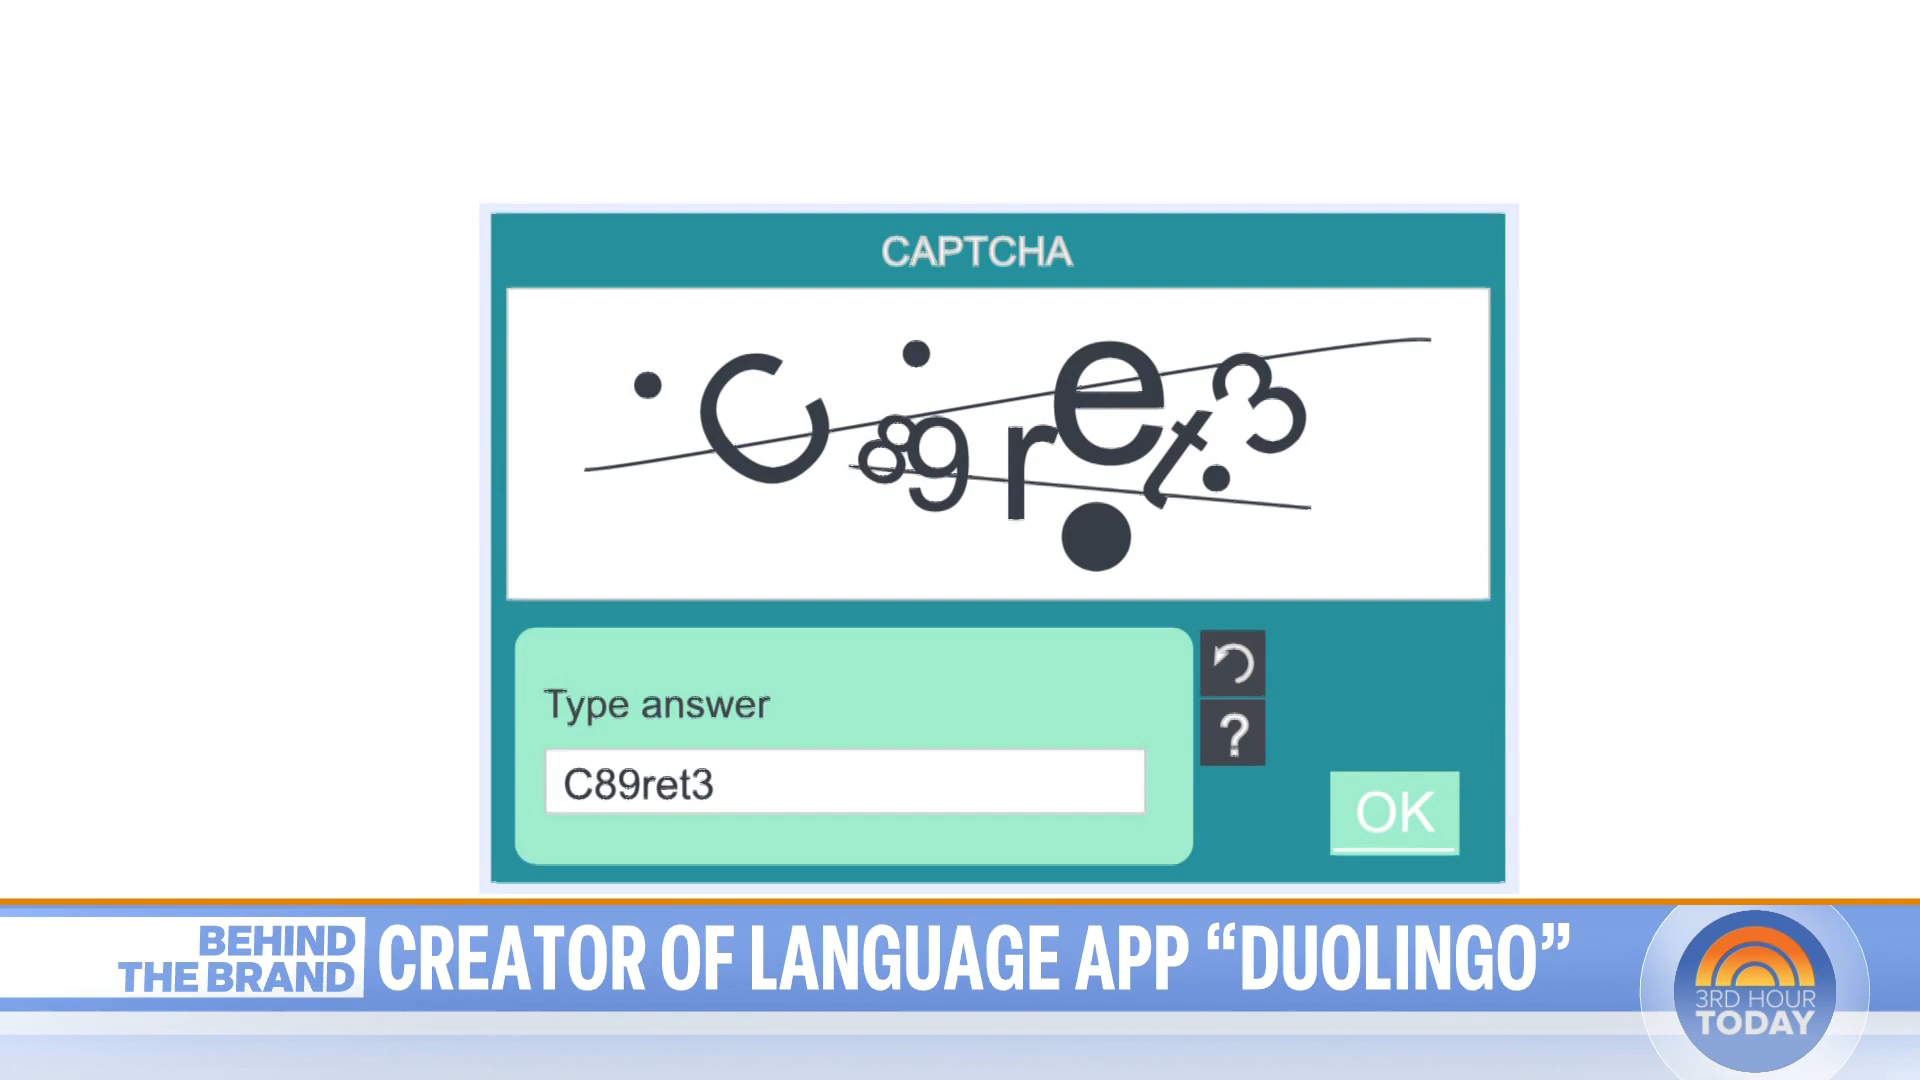 CAPTCHA
C89ret3
Type answer
?
C89ret3
OK
BEHIND
THE BRAND
CREATOR OF LANGUAGE APP “DUOLINGO”
3RD HOUR
TODAY